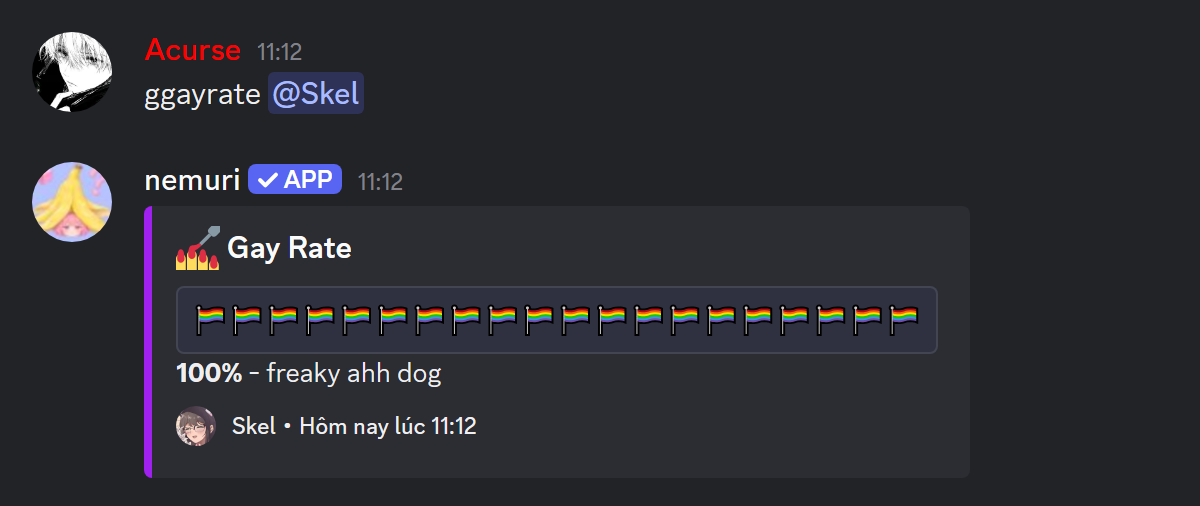 Acurse 11:12
ggayrate @Skel
nemuri APP 11:12
Gay Rate
100% - freaky ahh dog
Skel • Hôm nay lúc 11:12